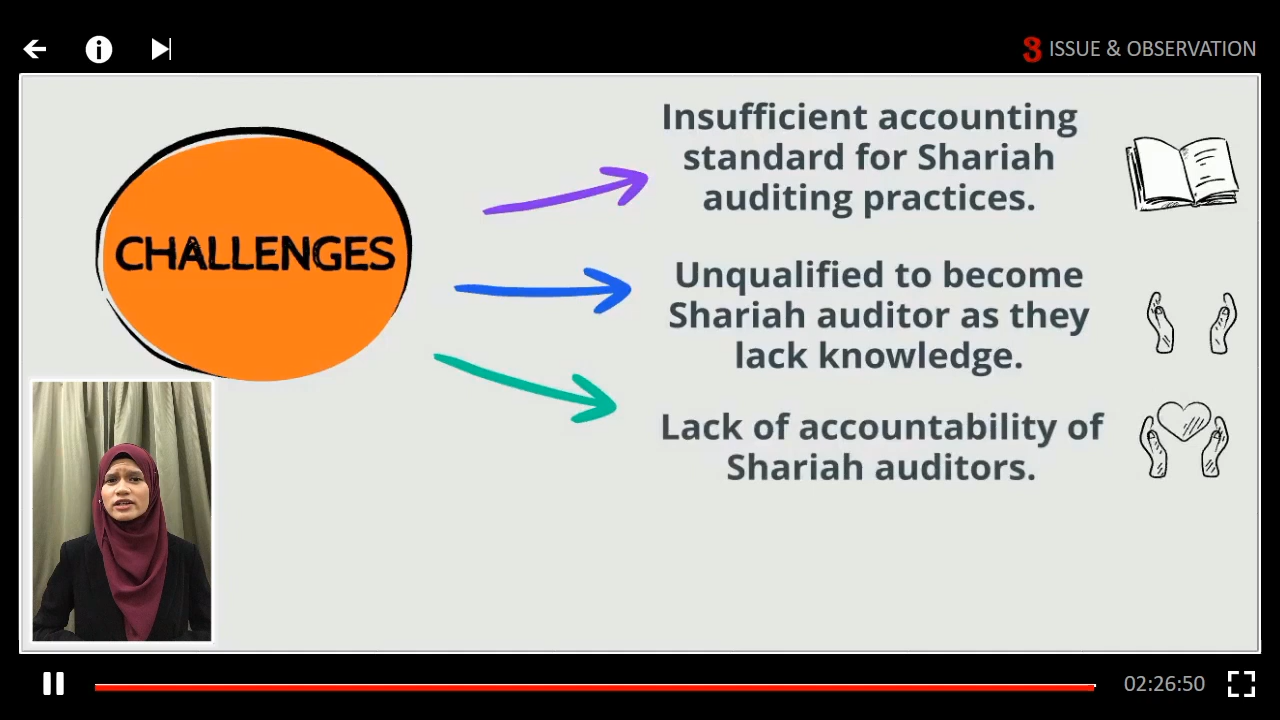 3 ISSUE & OBSERVATION
CHALLENGES
Insufficient accounting
standard for Shariah
auditing practices.
Unqualified to become
Shariah auditor as they
lack knowledge.
Lack of accountability of
Shariah auditors.
02:26:50